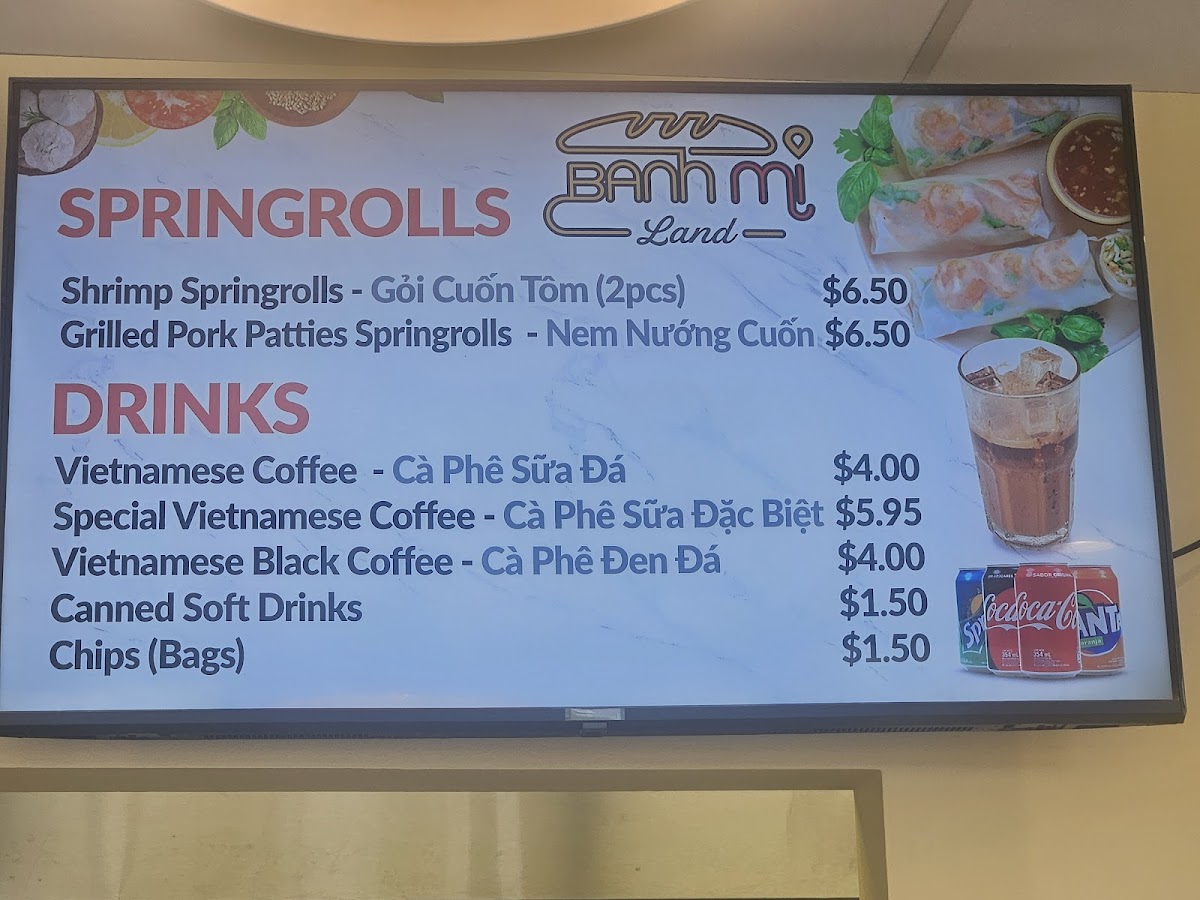 BANH MI
Land
SPRINGROLLS
Shrimp Springrolls - Gỏi Cuốn Tôm (2pcs) $6.50
Grilled Pork Patties Springrolls - Nem Nướng Cuốn $6.50
DRINKS
Vietnamese Coffee - Cà Phê Sữa Đá $4.00
Special Vietnamese Coffee - Cà Phê Sữa Đặc Biệt $5.95
Vietnamese Black Coffee - Cà Phê Đen Đá $4.00
Canned Soft Drinks $1.50
Chips (Bags) $1.50
Coca-Co